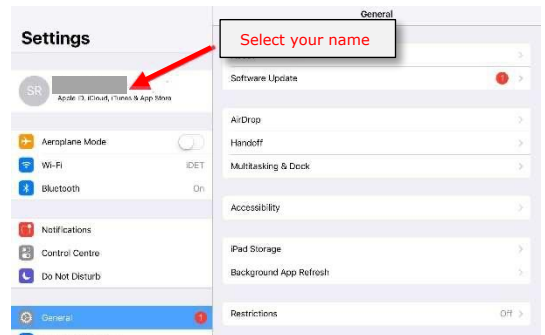 General
Settings
Select your name
SR
Apple ID, iCloud, iTunes & App Store
Software Update 1
AirDrop
Aeroplane Mode
Handoff
Wi-Fi iDET
Multitasking & Dock
Bluetooth On
Accessibility
Notifications
Control Centre
iPad Storage
Do Not Disturb
Background App Refresh
General 1
Restrictions Off